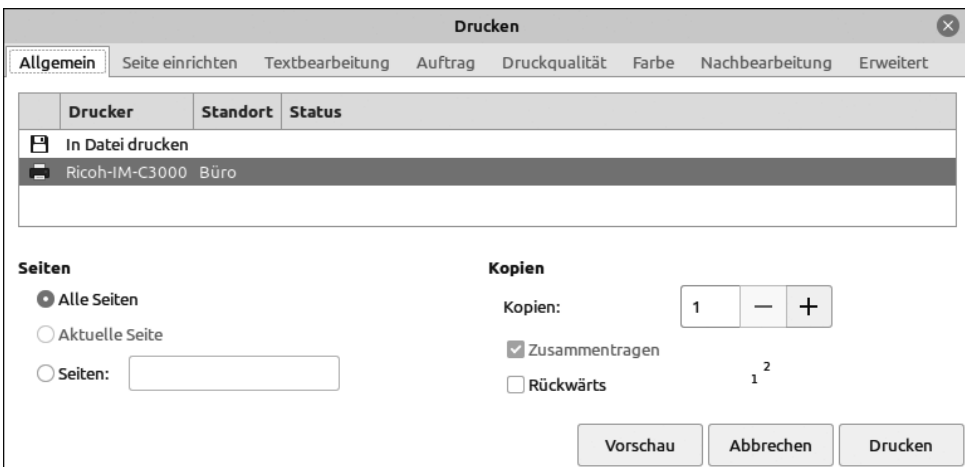 Drucken
Allgemein Seite einrichten Textbearbeitung Auftrag Druckqualität Farbe Nachbearbeitung Erweitert
Drucker Standort Status
In Datei drucken
Ricoh-IM-C3000 Büro
Seiten
Alle Seiten
Aktuelle Seite
Seiten:
Kopien
Kopien: 1
Zusammentragen
Rückwärts
1 2
Vorschau Abbrechen Drucken